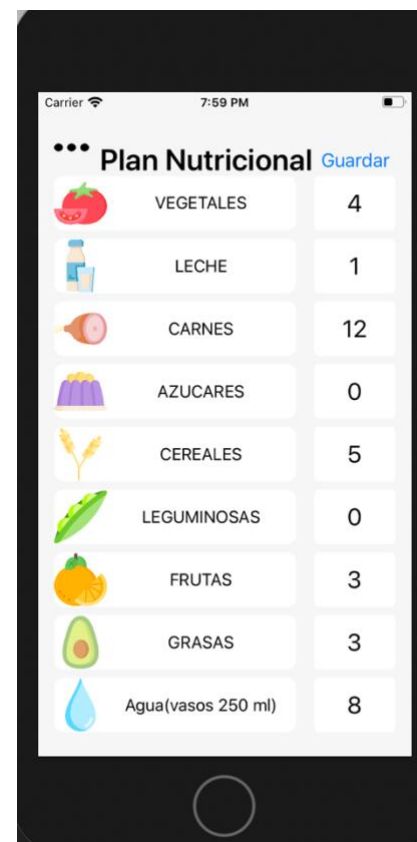 Carrier 7:59 PM
••• Plan Nutricional Guardar
VEGETALES 4
LECHE 1
CARNES 12
AZUCARES 0
CEREALES 5
LEGUMINOSAS 0
FRUTAS 3
GRASAS 3
Agua(vasos 250 ml) 8